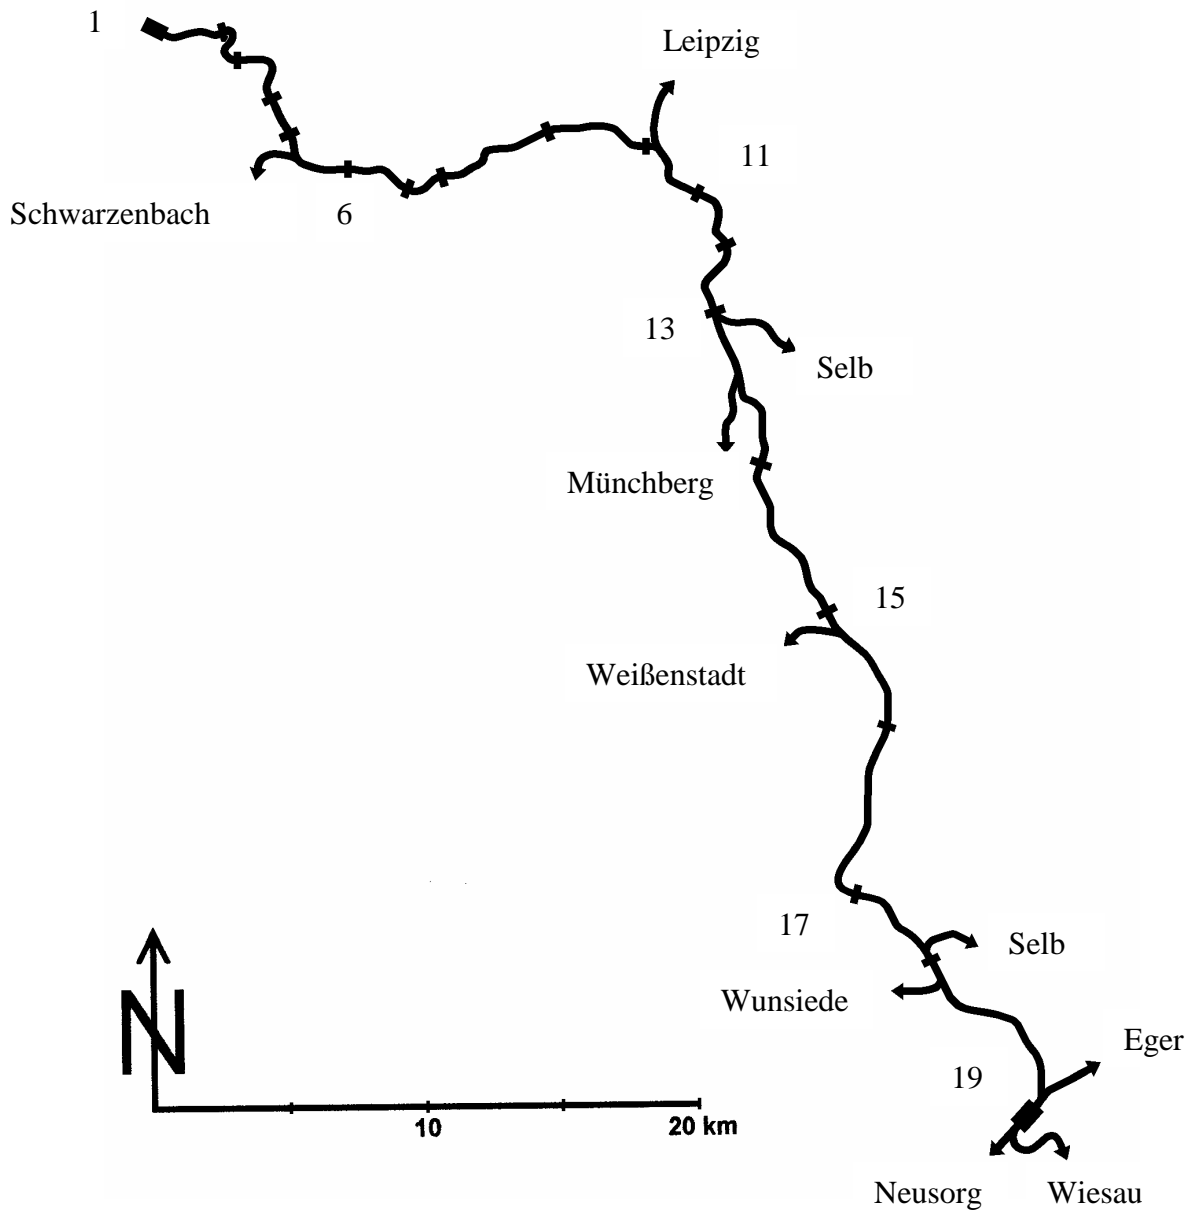 1
Leipzig
11
Schwarzenbach
6
13
Selb
Münchberg
15
Weißenstadt
17
Selb
Wunsiede
N
Eger
19
10
20 km
Neusorg
Wiesau